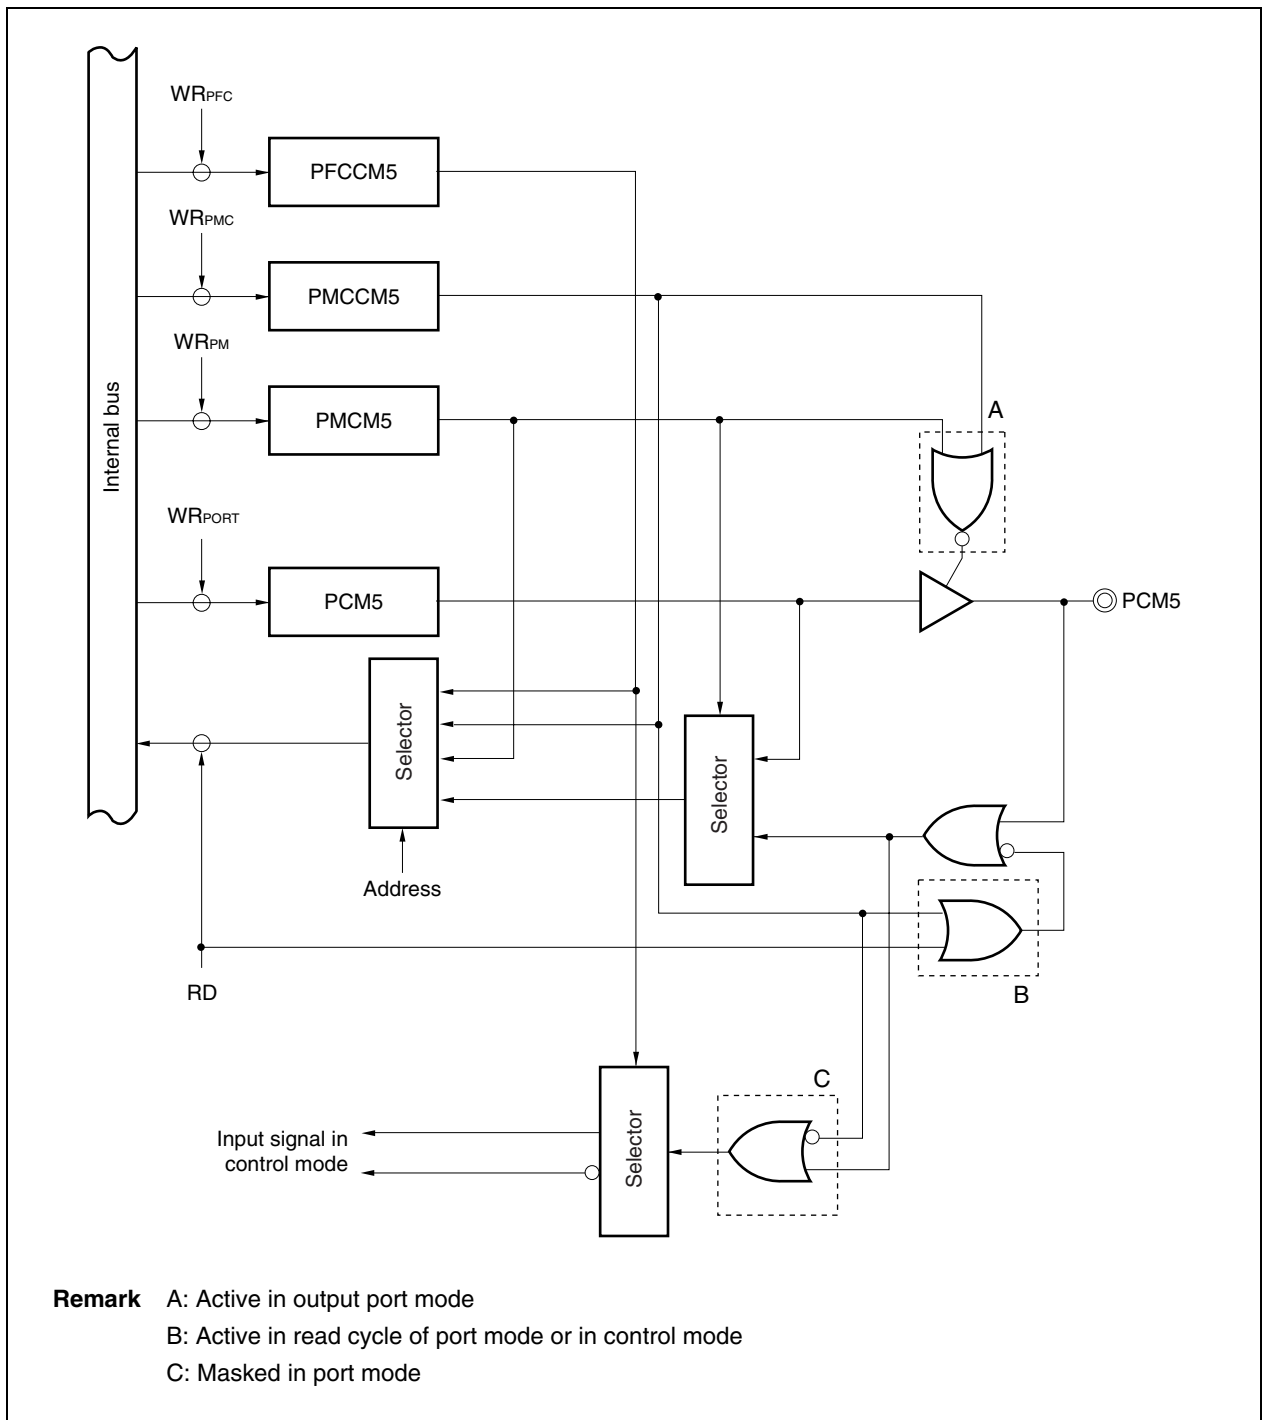 WRPFC
PFCCM5
WRPMC
PMCCM5
WRPM
PMCM5
Internal bus
A
WRPORT
PCM5
PCM5
Selector
Selector
Address
RD
B
C
Selector
Input signal in
control mode
Remark A: Active in output port mode
B: Active in read cycle of port mode or in control mode
C: Masked in port mode